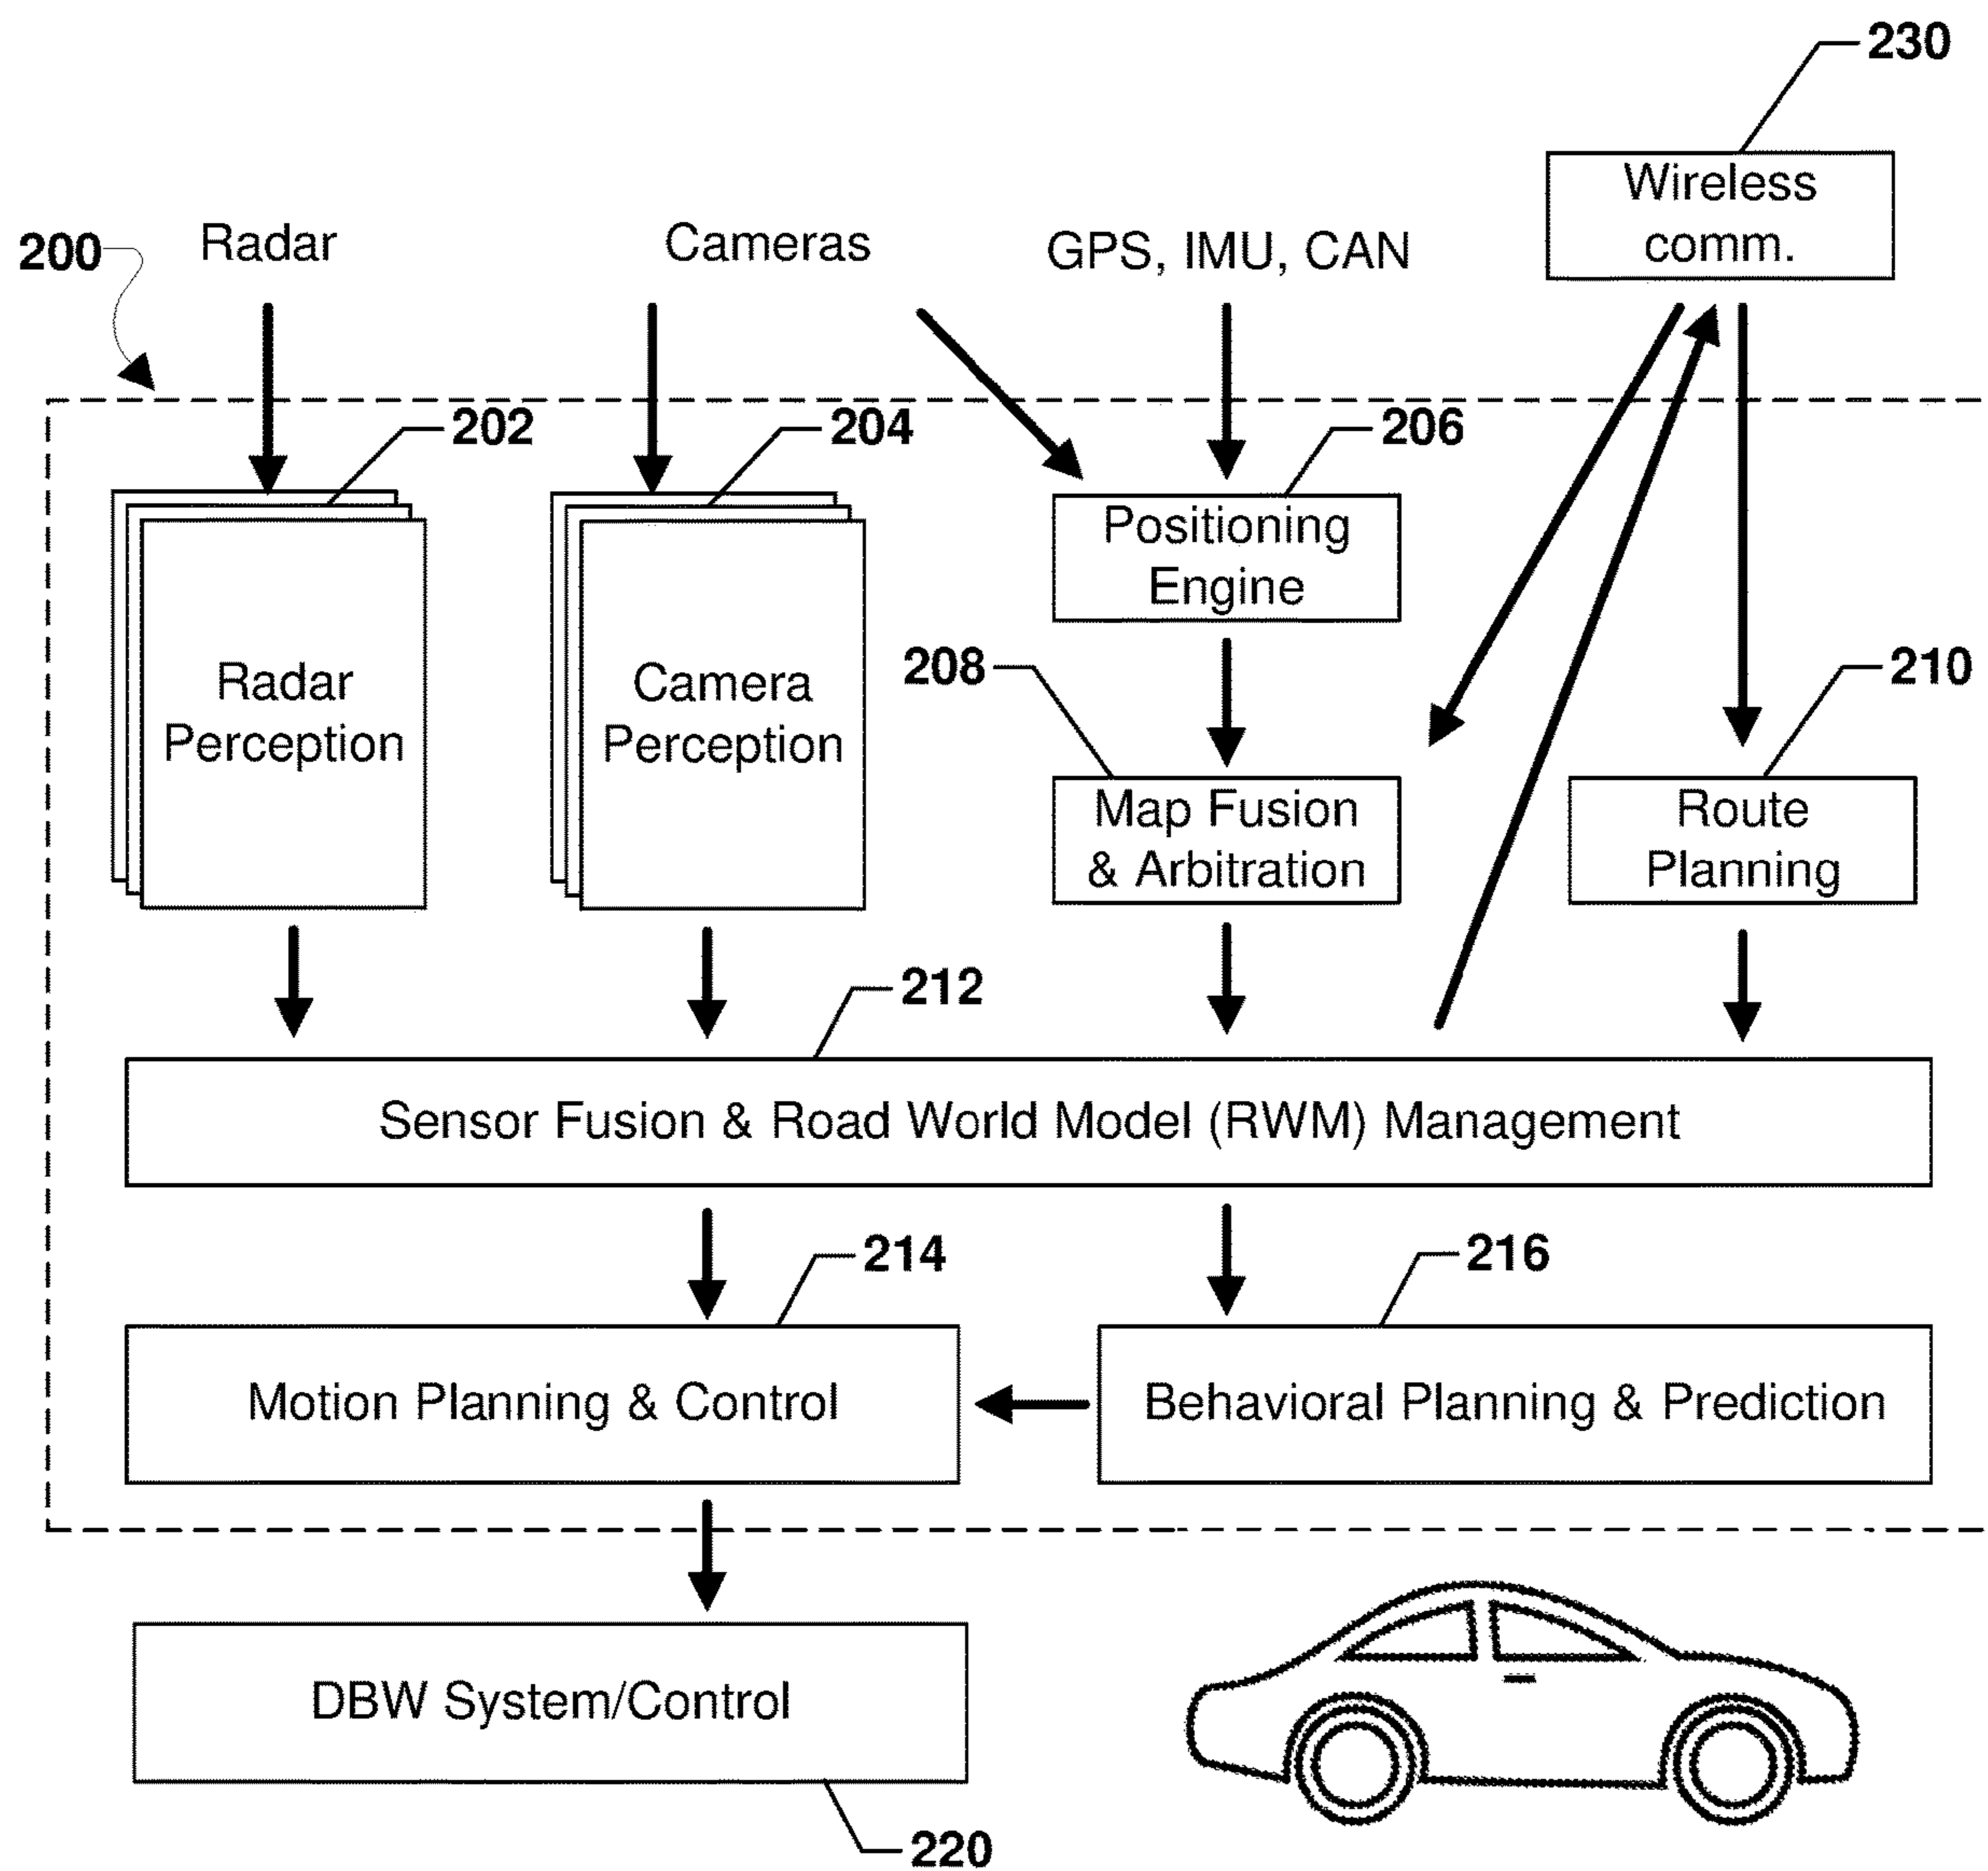 230
Wireless
comm.
200
Radar
Cameras
GPS, IMU, CAN
202
204
206
Positioning
Engine
Radar
Perception
Camera
Perception
208
210
Map Fusion
& Arbitration
Route
Planning
212
Sensor Fusion & Road World Model (RWM) Management
214
216
Motion Planning & Control
Behavioral Planning & Prediction
DBW System/Control
220